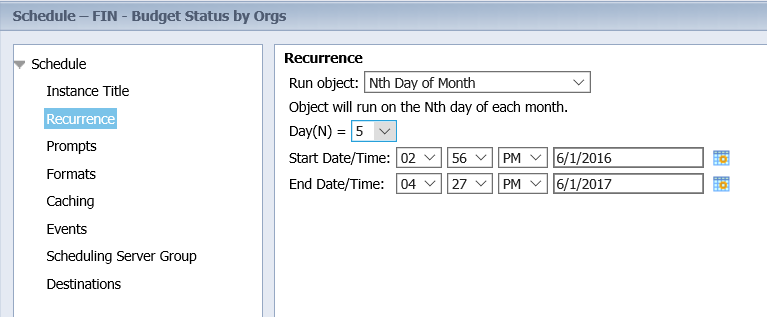 Schedule – FIN - Budget Status by Orgs
Schedule
Instance Title
Recurrence
Prompts
Formats
Caching
Events
Scheduling Server Group
Destinations
Recurrence
Run object: Nth Day of Month
Object will run on the Nth day of each month.
Day(N) = 5
Start Date/Time: 02 56 PM 6/1/2016
End Date/Time: 04 27 PM 6/1/2017